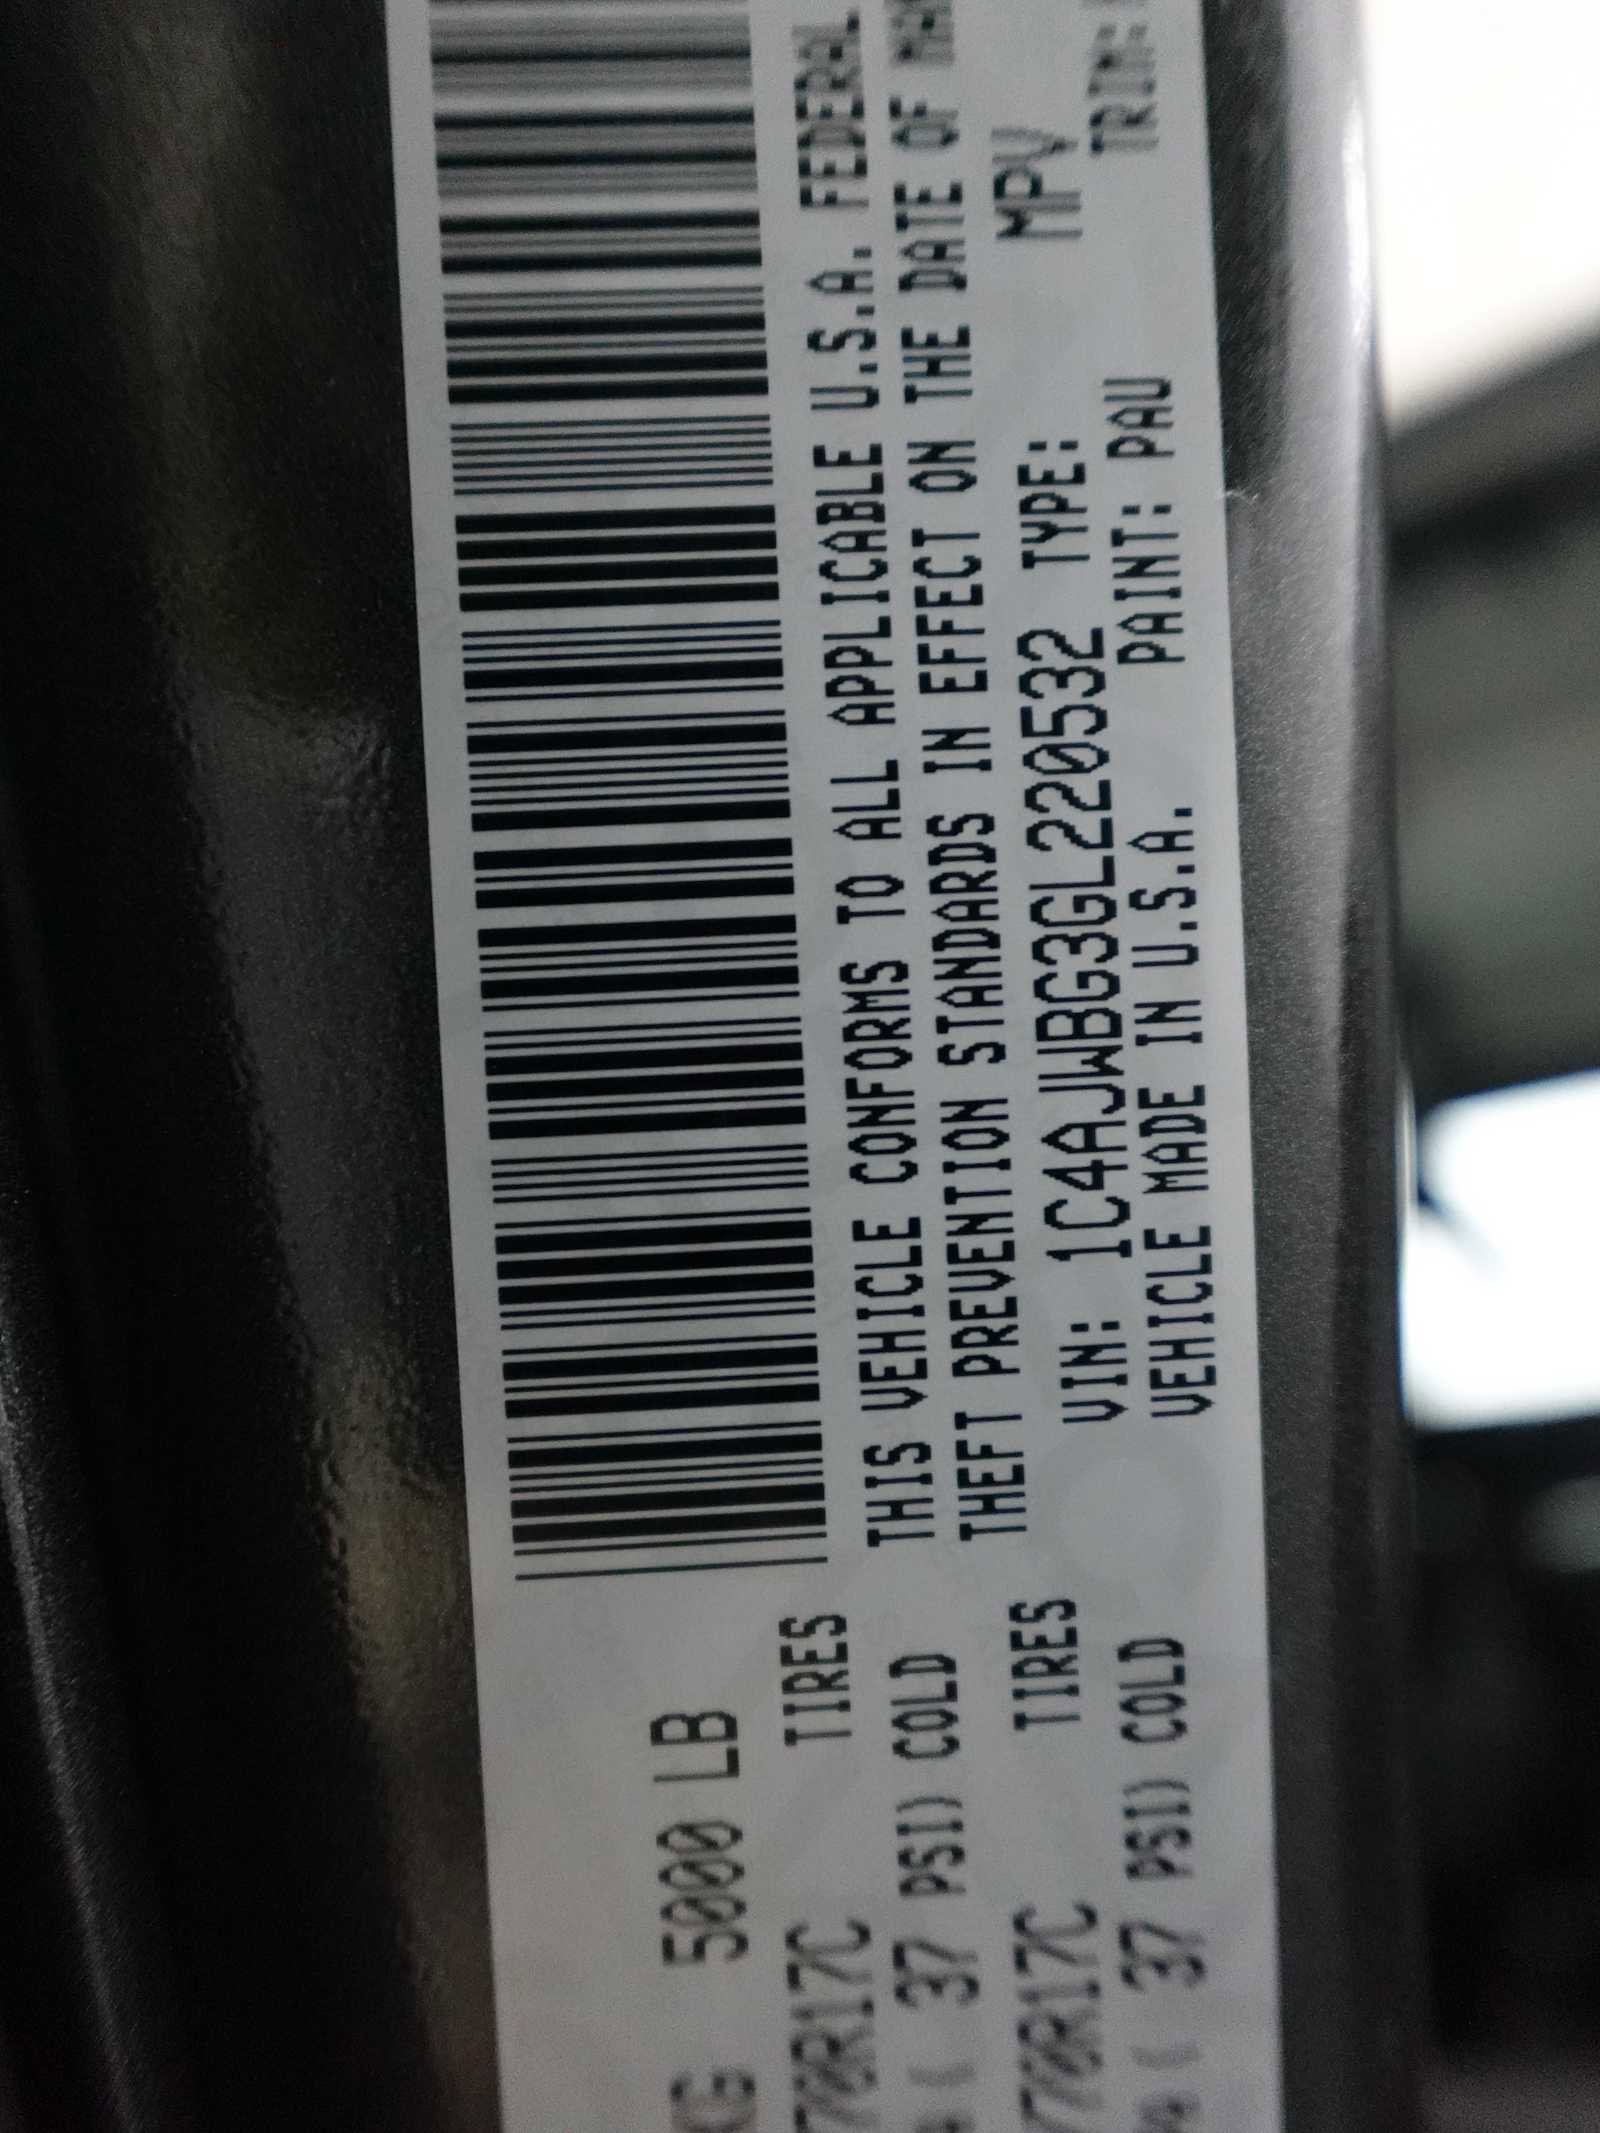 5000 LB
TIRES
37 PSI) COLD
TIRES
37 PSI) COLD
THIS VEHICLE CONFORMS TO ALL APPLICABLE U.S.A. FEDERAL
THEFT PREVENTION STANDARDS IN EFFECT ON THE DATE OF
VIN: 1C4AJWBG3GL220532 TYPE: MPV
VEHICLE MADE IN U.S.A. PAINT: PAU TRIM: